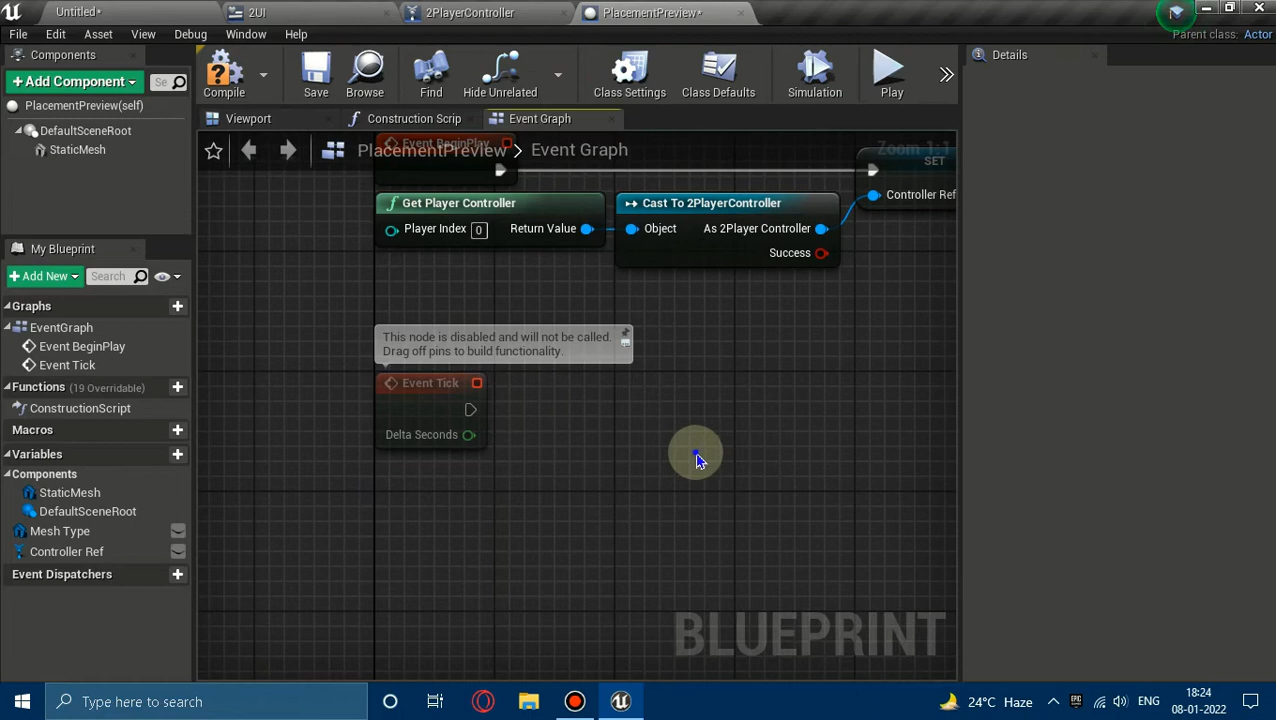 Untitled*
2UI
2PlayerController
PlacementPreview*
File
Edit
Asset
View
Debug
Window
Help
Parent class: Actor
Components
+Add Component
Se
PlacementPreview(self)
DefaultSceneRoot
StaticMesh
Compile
Save
Browse
Find
Hide Unrelated
Class Settings
Class Defaults
Simulation
Play
Details
Viewport
Construction Scrip
Event Graph
PlacementPreview > Event Graph
Zoom 1:1
Event BeginPlay
SET
Controller Ref
Get Player Controller
Player Index 0
Return Value
Cast To 2PlayerController
Object
As 2Player Controller
Success
This node is disabled and will not be called.
Drag off pins to build functionality.
Event Tick
Delta Seconds
BLUEPRINT
My Blueprint
+Add New
Search
Graphs
EventGraph
Event BeginPlay
Event Tick
Functions (19 Overridable)
ConstructionScript
Macros
Variables
Components
StaticMesh
DefaultSceneRoot
Mesh Type
Controller Ref
Event Dispatchers
Type here to search
24°C Haze
EPIC
ENG
18:24
08-01-2022